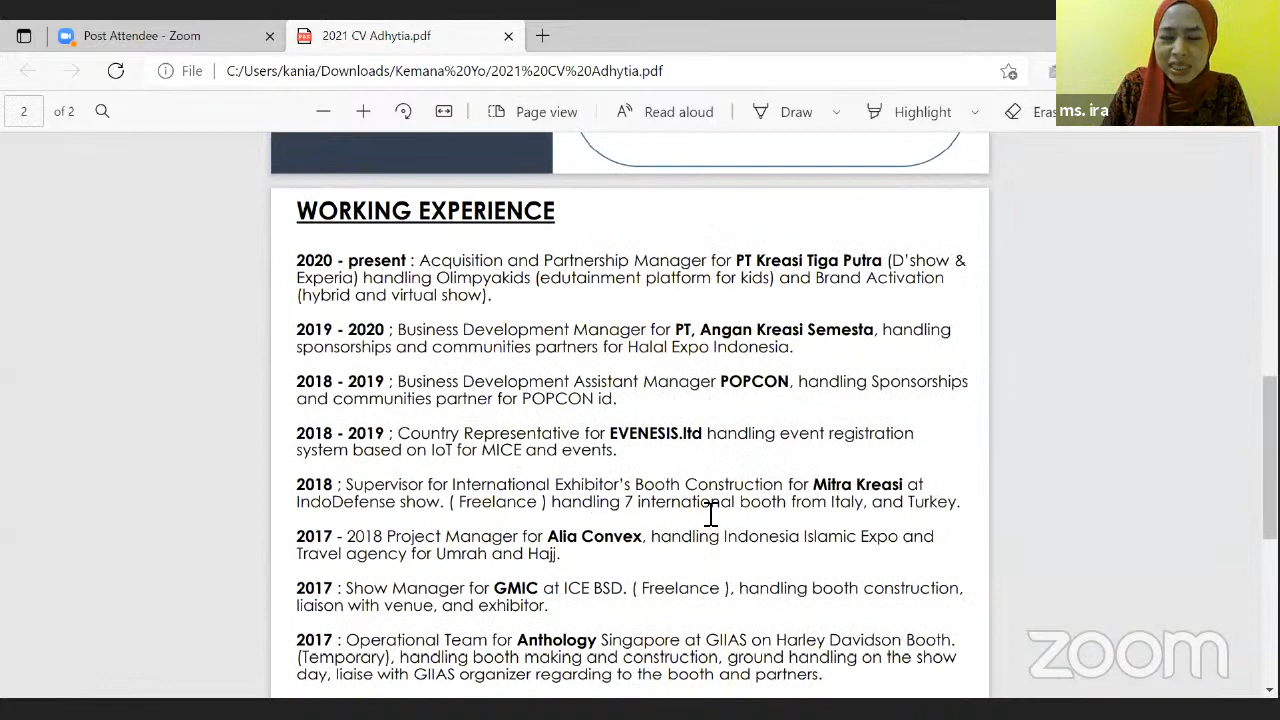 Post Attendee - Zoom
2021 CV Adhytia.pdf
File C:/Users/kania/Downloads/Kemana%20Yo/2021%20CV%20Adhytia.pdf
2 of 2 Page view Read aloud Draw Highlight Eras
ms. ira
WORKING EXPERIENCE
2020 - present : Acquisition and Partnership Manager for PT Kreasi Tiga Putra (D'show &
Experia) handling Olimpyakids (edutainment platform for kids) and Brand Activation
(hybrid and virtual show).
2019 - 2020 ; Business Development Manager for PT, Angan Kreasi Semesta, handling
sponsorships and communities partners for Halal Expo Indonesia.
2018 - 2019 ; Business Development Assistant Manager POPCON, handling Sponsorships
and communities partner for POPCON id.
2018 - 2019 ; Country Representative for EVENESIS.ltd handling event registration
system based on IoT for MICE and events.
2018 ; Supervisor for International Exhibitor's Booth Construction for Mitra Kreasi at
IndoDefense show. ( Freelance ) handling 7 international booth from Italy, and Turkey.
2017 - 2018 Project Manager for Alia Convex, handling Indonesia Islamic Expo and
Travel agency for Umrah and Hajj.
2017 : Show Manager for GMIC at ICE BSD. ( Freelance ), handling booth construction,
liaison with venue, and exhibitor.
2017 : Operational Team for Anthology Singapore at GIIAS on Harley Davidson Booth.
(Temporary), handling booth making and construction, ground handling on the show
day, liaise with GIIAS organizer regarding to the booth and partners.
zoom